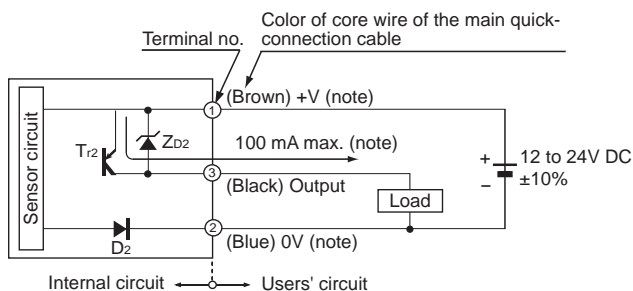 Color of core wire of the main quick-
connection cable
Terminal no.
Sensor circuit
1
(Brown) +V (note)
Tr2
ZD2
100 mA max. (note)
3
(Black) Output
+
12 to 24V DC
−
±10%
Load
D2
2
(Blue) 0V (note)
Internal circuit
Users' circuit